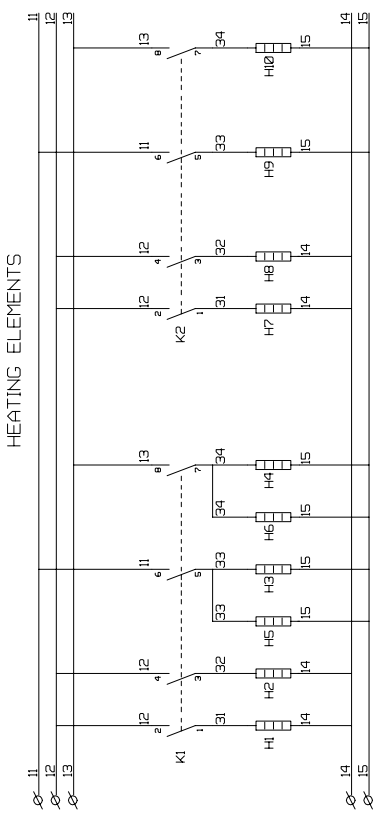 HEATING ELEMENTS
11 11
12 12
13 13
12 12 11 13 12 12 11 13
2 4 6 8 2 4 6 8
K1 K2
1 3 5 7 1 3 5 7
31 32 33 33 34 34 31 32 33 34
H1 H2 H5 H3 H6 H4 H7 H8 H9 H10
14 14 15 15 15 15 14 14 15 15
14 14
15 15